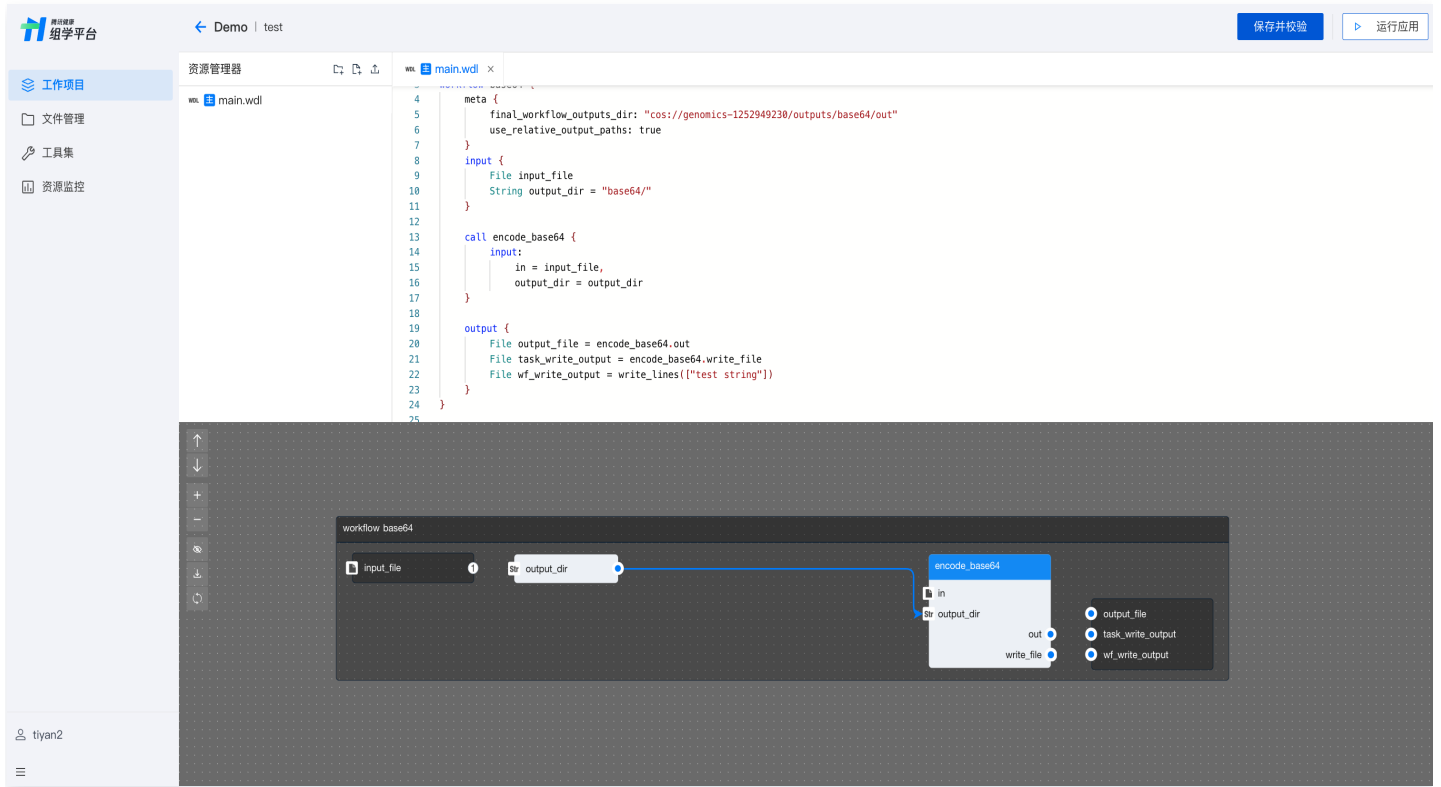 腾讯健康
组学平台
Demo | test
保存并校验
运行应用
工作项目
文件管理
工具集
资源监控
tiyan2
资源管理器
WDL 主 main.wdl
WDL 主 main.wdl ×
4 meta {
5 final_workflow_outputs_dir: "cos://genomics-1252949230/outputs/base64/out"
6 use_relative_output_paths: true
7 }
8 input {
9 File input_file
10 String output_dir = "base64/"
11 }
12
13 call encode_base64 {
14 input:
15 in = input_file,
16 output_dir = output_dir
17 }
18
19 output {
20 File output_file = encode_base64.out
21 File task_write_output = encode_base64.write_file
22 File wf_write_output = write_lines(["test string"])
23 }
24 }
25
workflow base64
input_file 1
Str output_dir
encode_base64
in
Str output_dir
out
write_file
output_file
task_write_output
wf_write_output